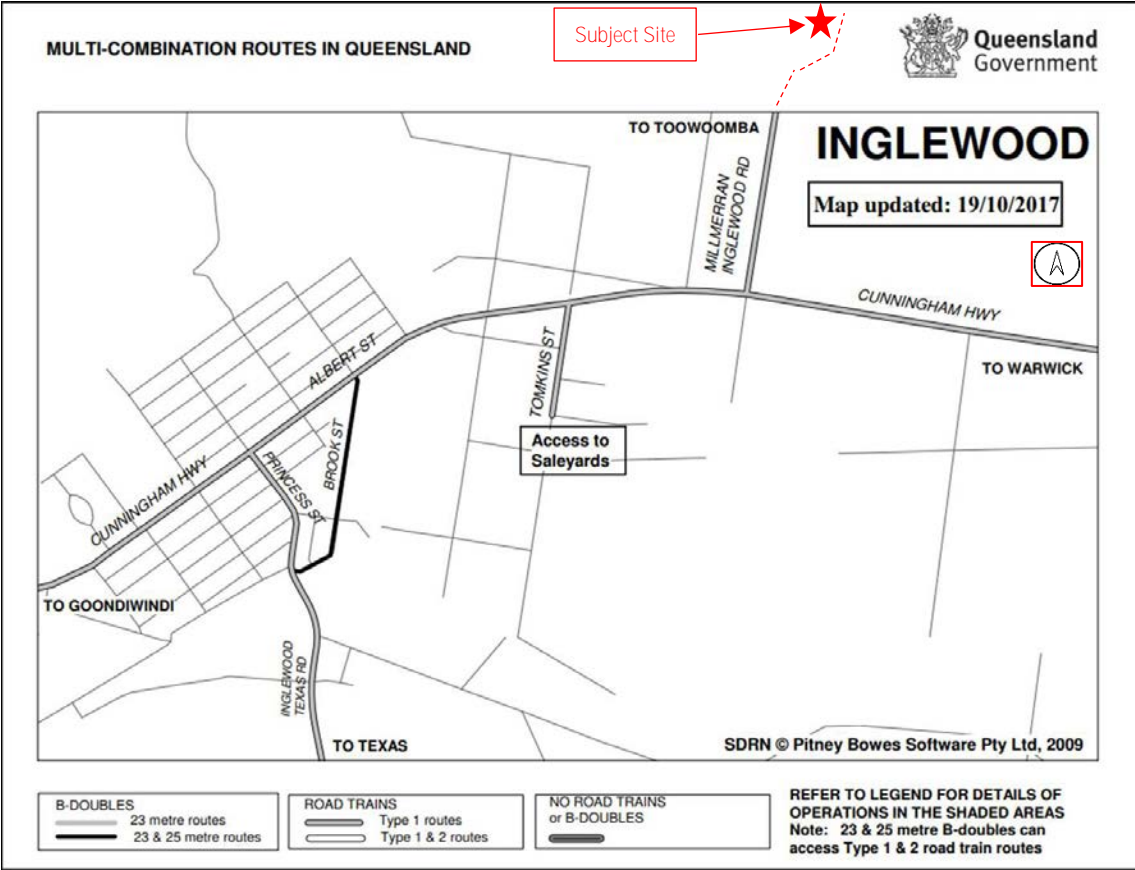 Subject Site
MULTI-COMBINATION ROUTES IN QUEENSLAND
Queensland
Government
TO TOOWOOMBA
INGLEWOOD
Map updated: 19/10/2017
MILLMERRAN
INGLEWOOD RD
CUNNINGHAM HWY
TO WARWICK
ALBERT ST
TOMKINS ST
Access to
Saleyards
BROOK ST
PRINCESS ST
CUNNINGHAM HWY
TO GOONDIWINDI
INGLEWOOD
TEXAS RD
TO TEXAS
SDRN © Pitney Bowes Software Pty Ltd, 2009
B-DOUBLES
23 metre routes
23 & 25 metre routes
ROAD TRAINS
Type 1 routes
Type 1 & 2 routes
NO ROAD TRAINS
or B-DOUBLES
REFER TO LEGEND FOR DETAILS OF
OPERATIONS IN THE SHADED AREAS
Note: 23 & 25 metre B-doubles can
access Type 1 & 2 road train routes